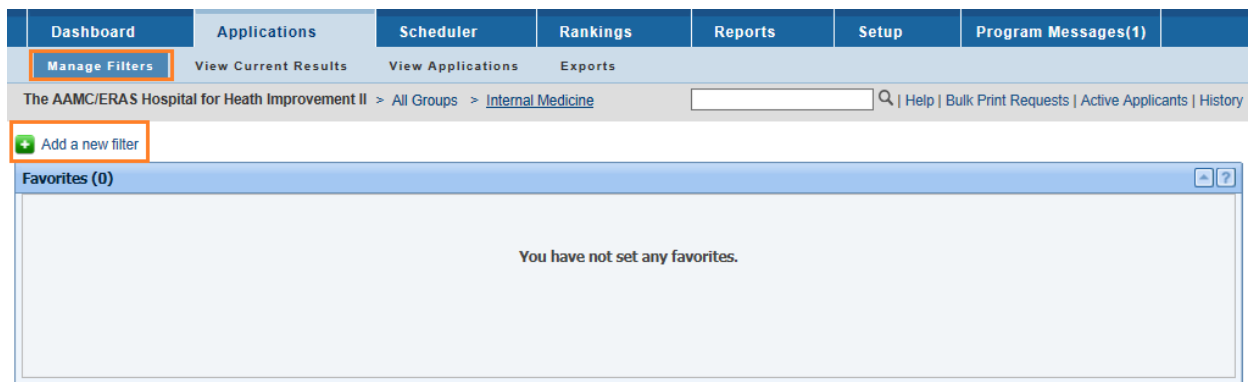 Dashboard Applications Scheduler Rankings Reports Setup Program Messages(1)
Manage Filters View Current Results View Applications Exports
The AAMC/ERAS Hospital for Heath Improvement II > All Groups > Internal Medicine | Help | Bulk Print Requests | Active Applicants | History
Add a new filter
Favorites (0) ?
You have not set any favorites.